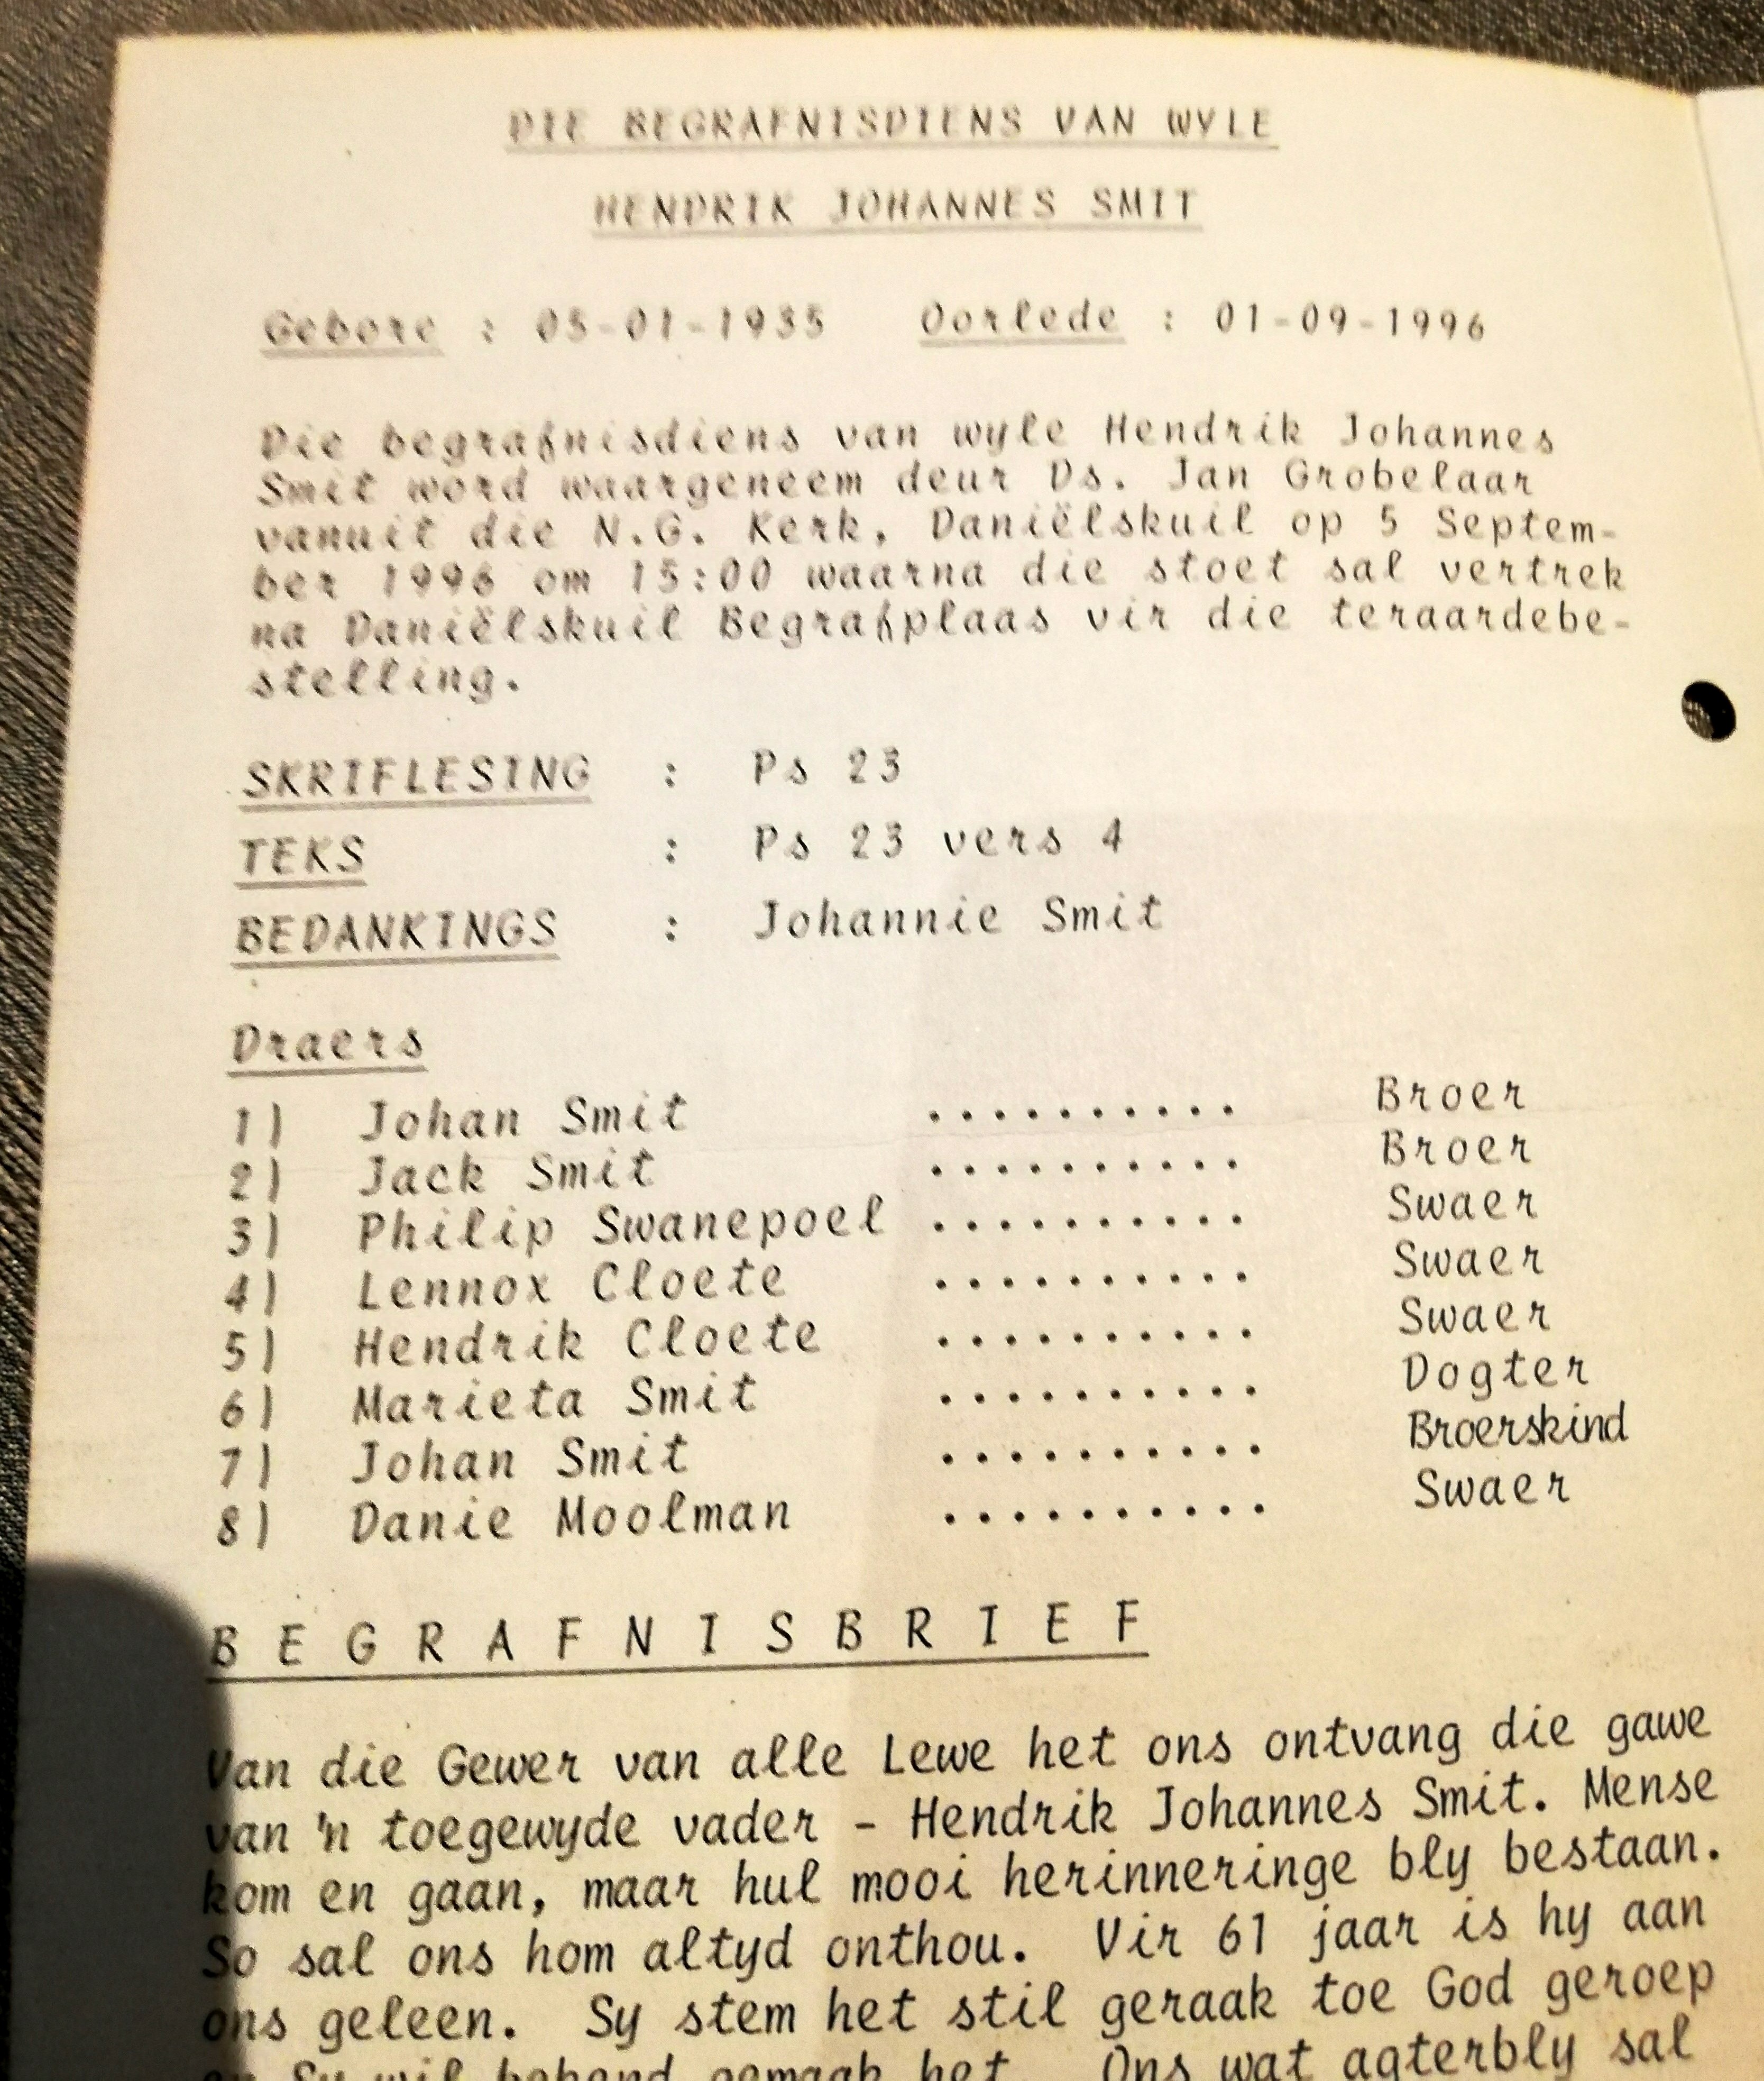 DIE BEGRAFNISDIENS VAN WYLE
HENDRIK JOHANNES SMIT
Gebore : 05-01-1935 Oorlede : 01-09-1996
Die begrafnisdiens van wyle Hendrik Johannes
Smit word waargeneem deur Ds. Jan Grobelaar
vanuit die N.G. Kerk, Daniëlskuil op 5 Septem-
ber 1996 om 15:00 waarna die stoet sal vertrek
na Daniëlskuil Begrafplaas vir die teraardebe-
stelling.
SKRIFLESING : Ps 23
TEKS : Ps 23 vers 4
BEDANKINGS : Johannie Smit
Draers
1) Johan Smit .......... Broer
2) Jack Smit .......... Broer
3) Philip Swanepoel .......... Swaer
4) Lennox Cloete .......... Swaer
5) Hendrik Cloete .......... Swaer
6) Marieta Smit .......... Dogter
7) Johan Smit .......... Broerskind
8) Danie Moolman .......... Swaer
B E G R A F N I S B R I E F
Van die Gewer van alle Lewe het ons ontvang die gawe
van 'n toegewyde vader - Hendrik Johannes Smit. Mense
kom en gaan, maar hul mooi herinneringe bly bestaan.
So sal ons hom altyd onthou. Vir 61 jaar is hy aan
ons geleen. Sy stem het stil geraak toe God geroep
en Sy wil bekend gemaak het. Ons wat agterbly sal